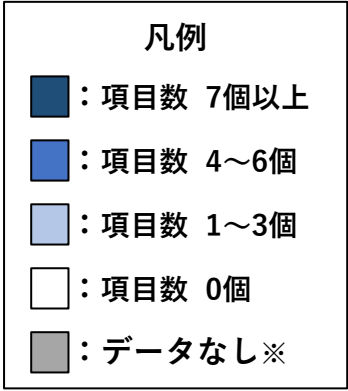 凡例
：項目数 7個以上
：項目数 4～6個
：項目数 1～3個
：項目数 0個
：データなし※